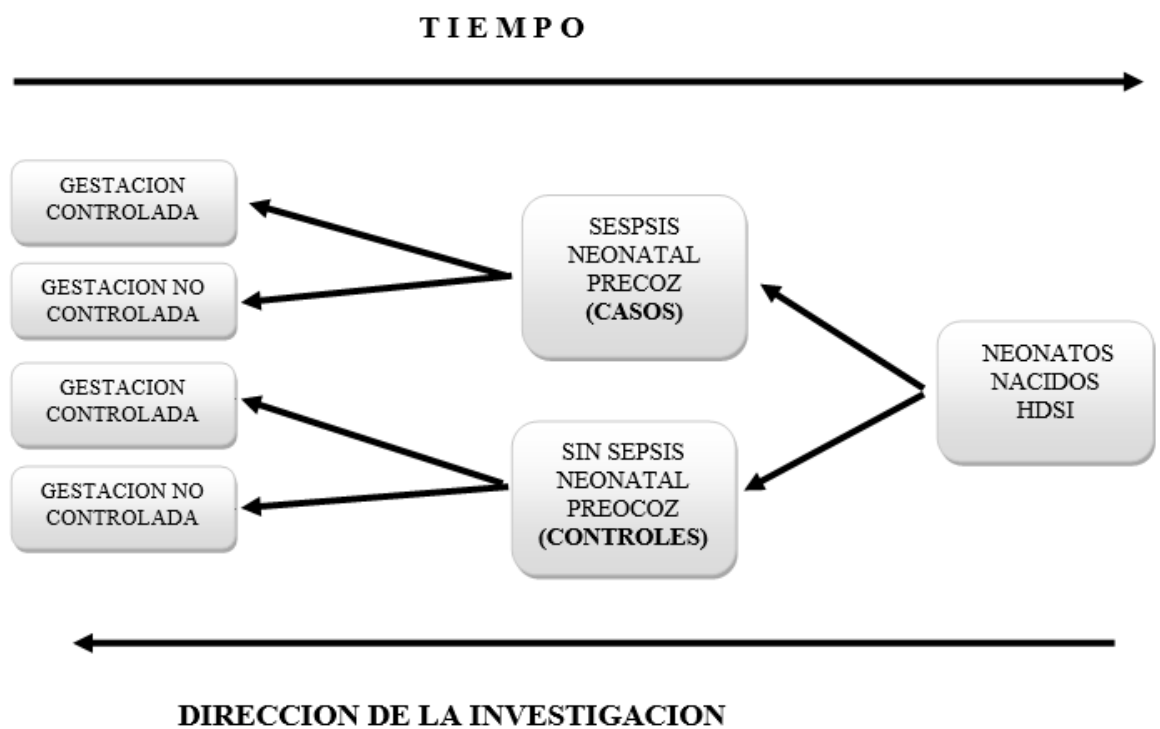 T I E M P O
GESTACION
CONTROLADA
GESTACION NO
CONTROLADA
GESTACION
CONTROLADA
GESTACION NO
CONTROLADA
SESPSIS
NEONATAL
PRECOZ
(CASOS)
SIN SEPSIS
NEONATAL
PREOCOZ
(CONTROLES)
NEONATOS
NACIDOS
HDSI
DIRECCION DE LA INVESTIGACION